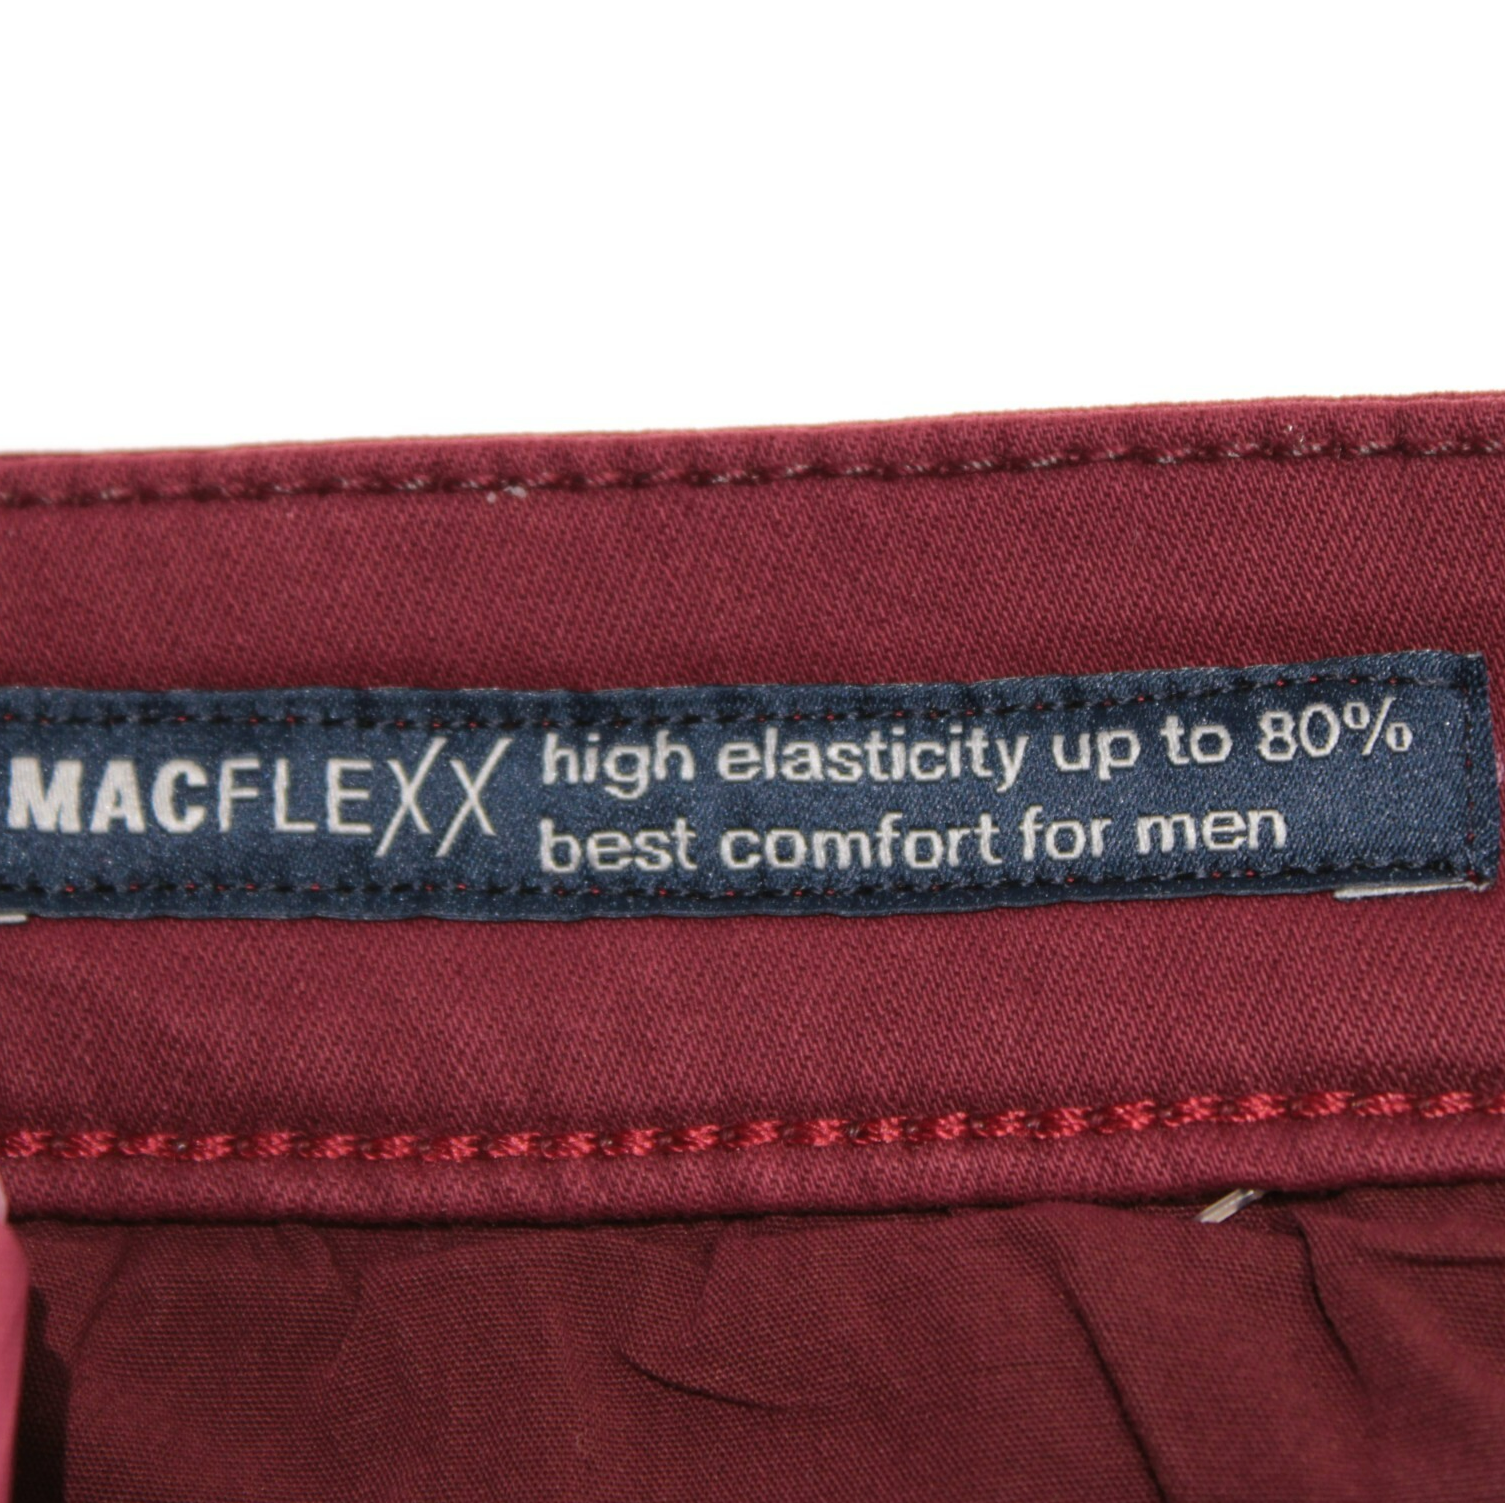 MACFLEXX
high elasticity up to 80%
best comfort for men